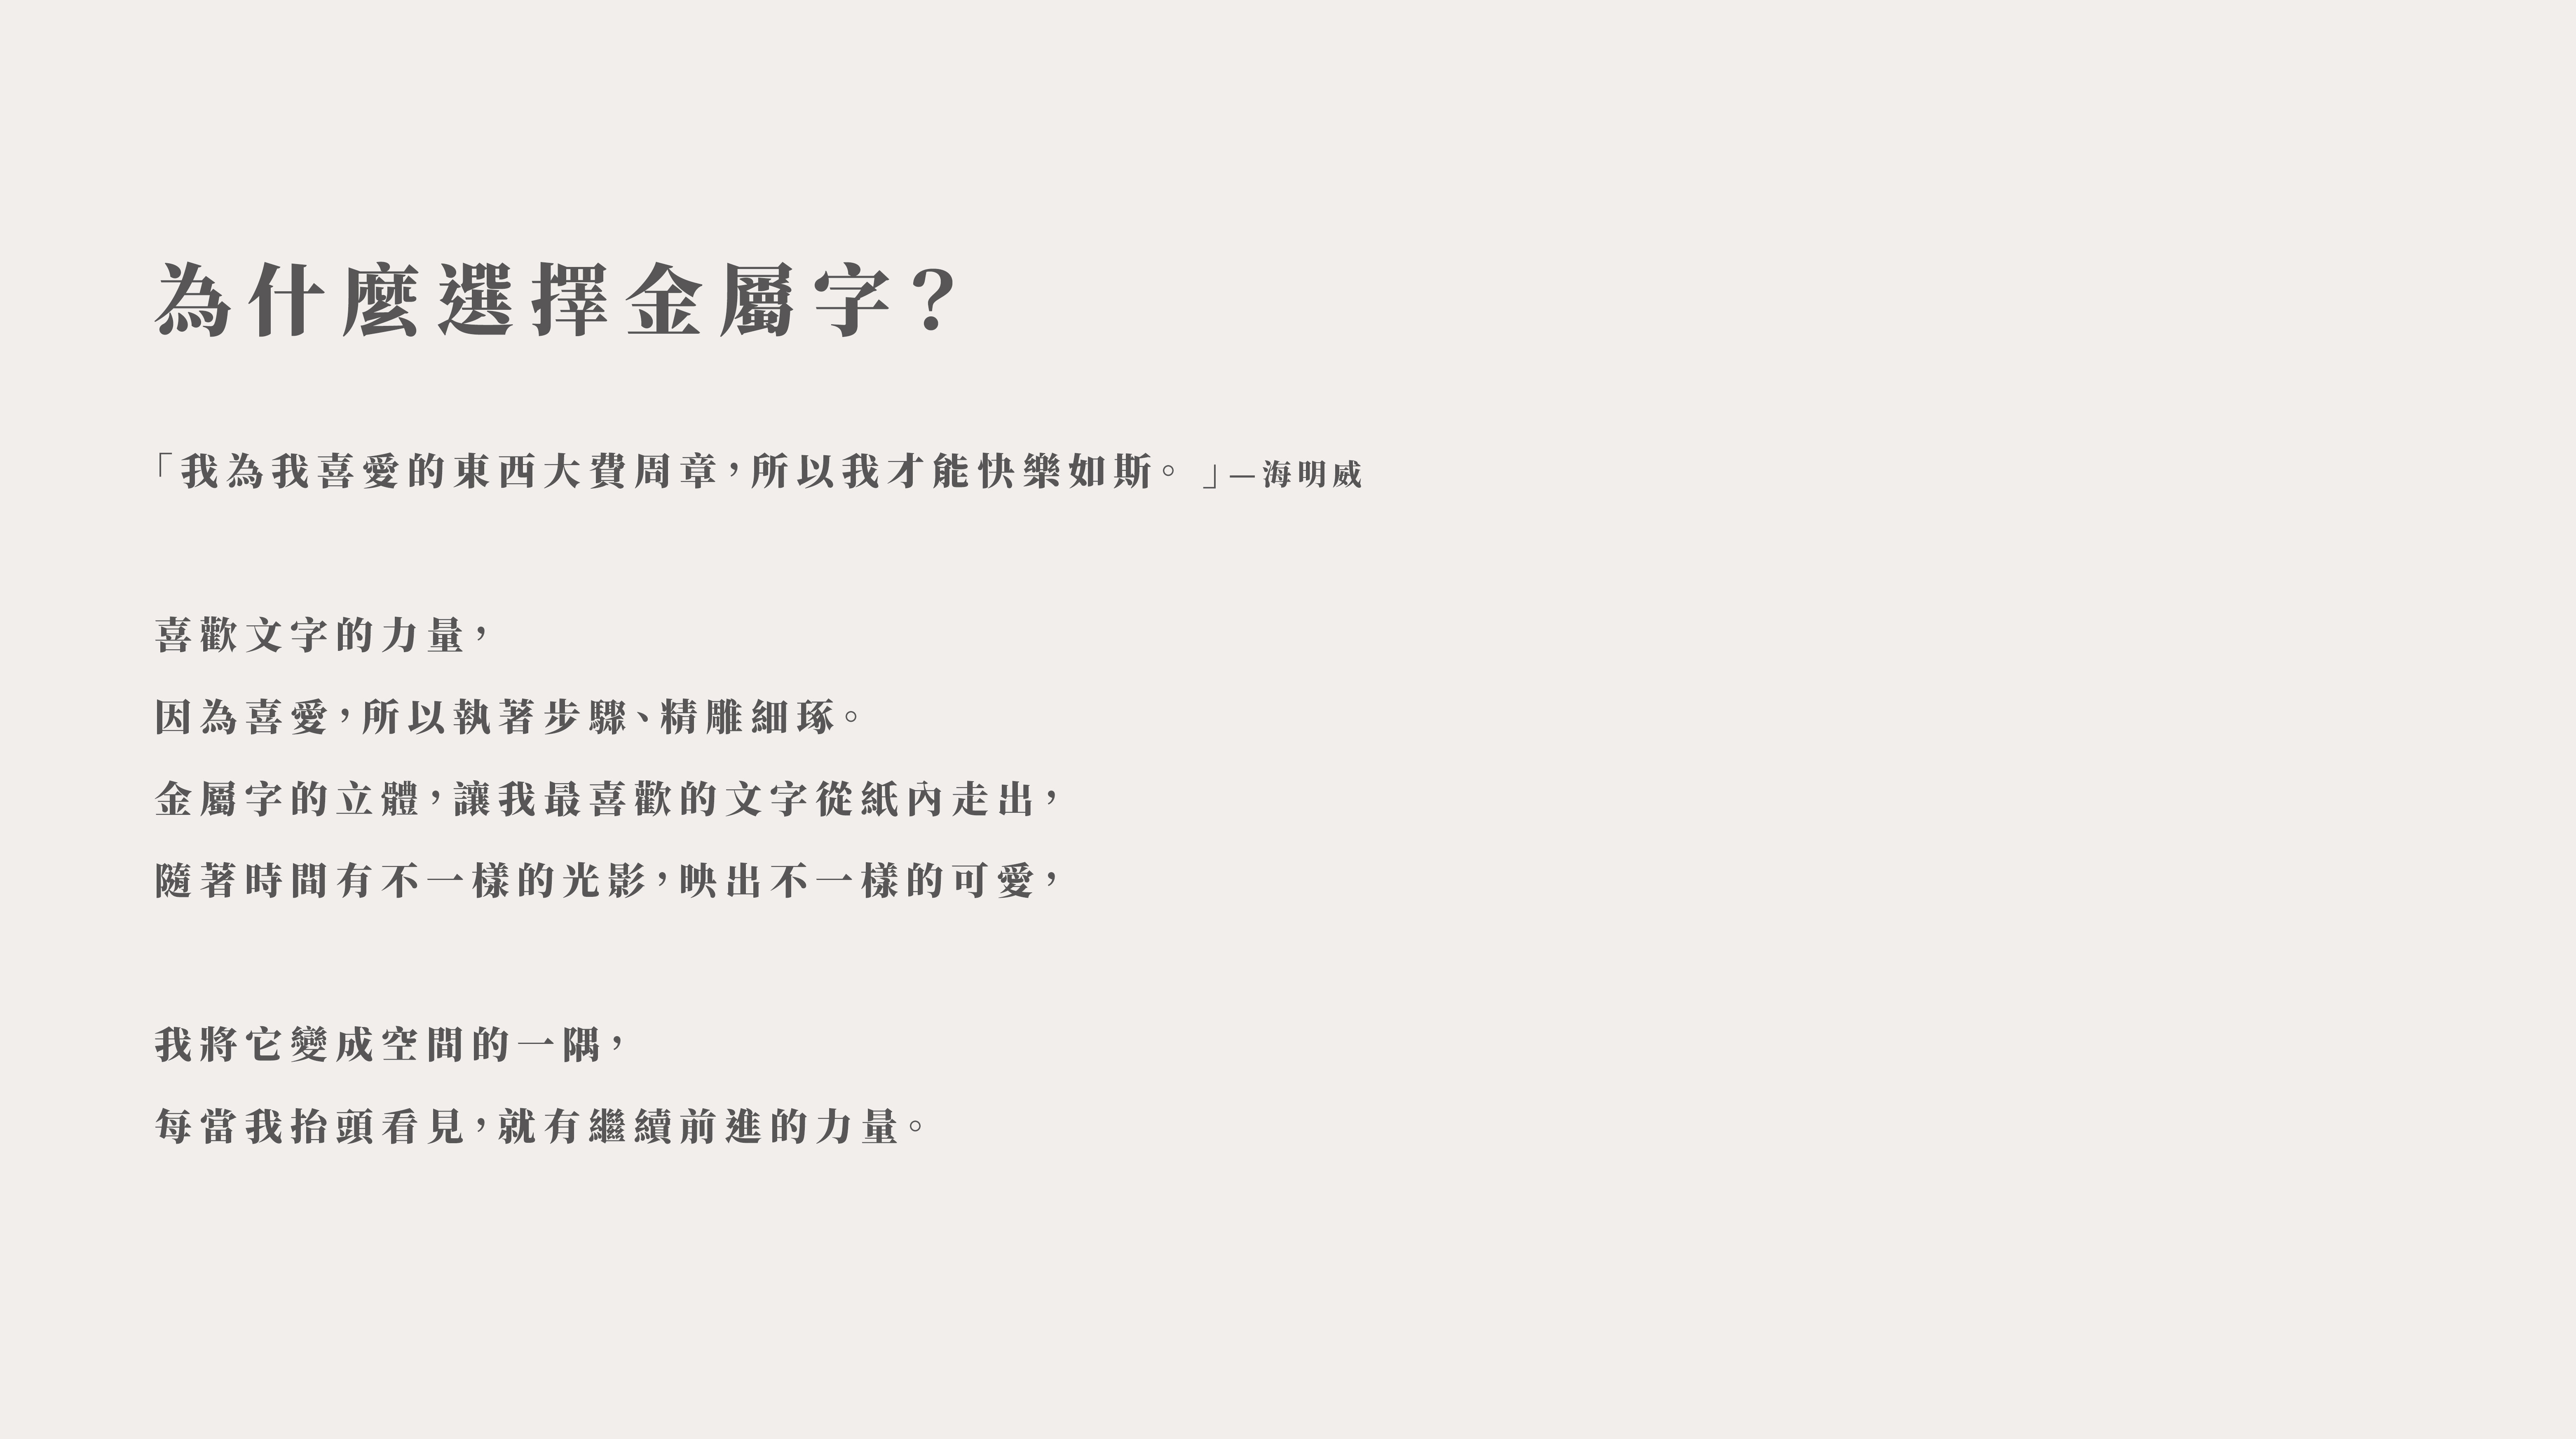 為什麼選擇金屬字？
「我為我喜愛的東西大費周章，所以我才能快樂如斯。」—海明威
喜歡文字的力量，
因為喜愛，所以執著步驟、精雕細琢。
金屬字的立體，讓我最喜歡的文字從紙內走出，
隨著時間有不一樣的光影，映出不一樣的可愛，
我將它變成空間的一隅，
每當我抬頭看見，就有繼續前進的力量。